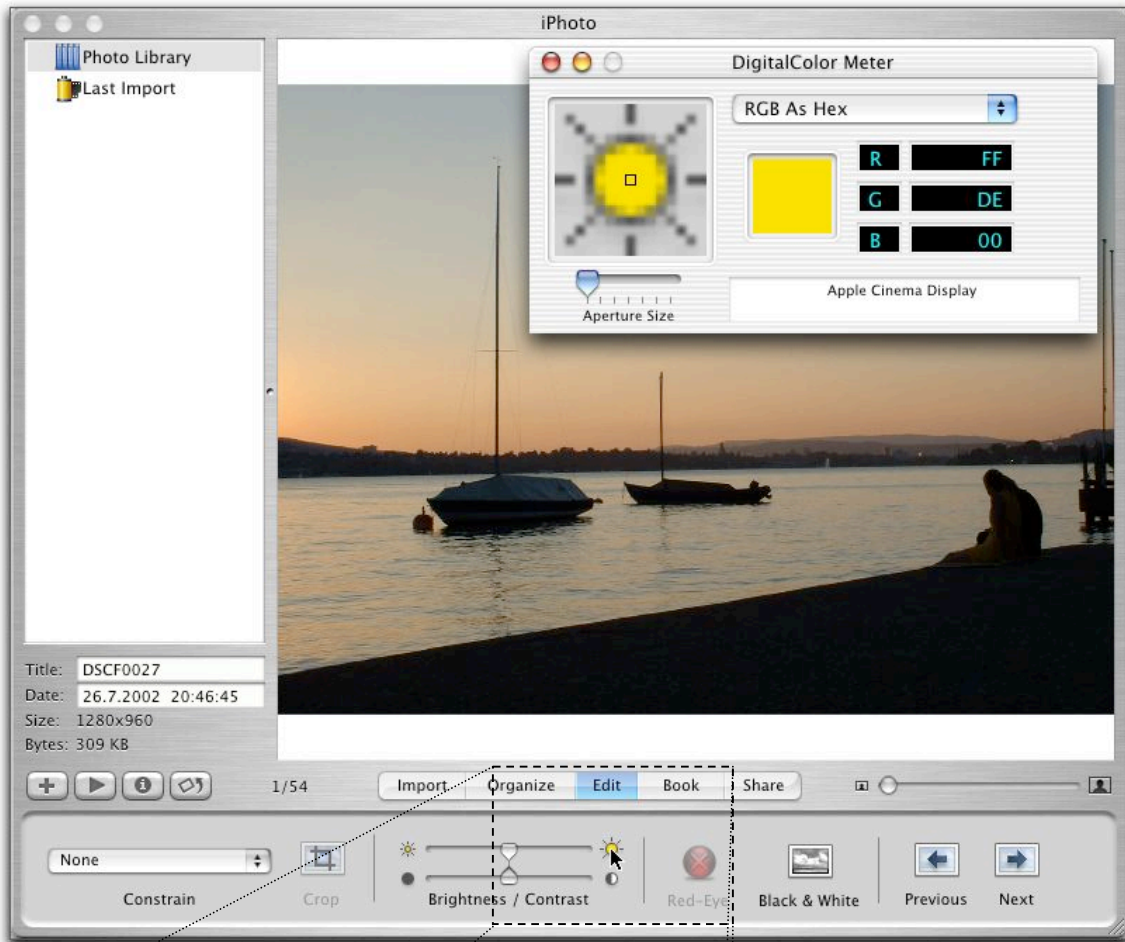 iPhoto
Photo Library
Last Import
DigitalColor Meter
RGB As Hex
R FF
G DE
B 00
Aperture Size
Apple Cinema Display
Title: DSCF0027
Date: 26.7.2002 20:46:45
Size: 1280x960
Bytes: 309 KB
1/54
Import Organize Edit Book Share
None
Constrain
Crop
Brightness / Contrast
Red-Eye
Black & White
Previous
Next